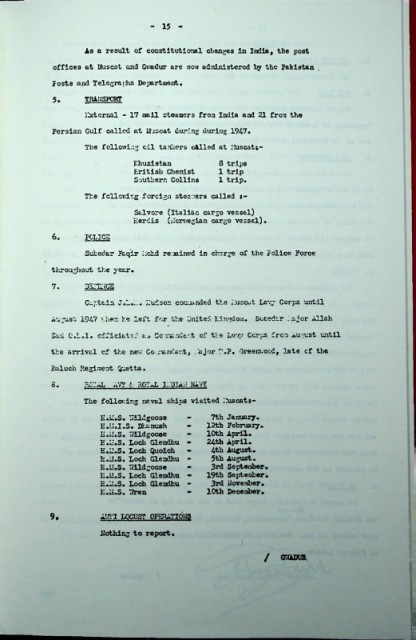 - 15 -
As a result of constitutional changes in India, the post
offices at Muscat and Gwadur are now administered by the Pakistan
Posts and Telegraphs Department.
5. TRANSPORT
External - 17 mail steamers from India and 21 from the
Persian Gulf called at Muscat during during 1947.
The following oil tankers called at Muscat:-
Khuzistan 8 trips
British Chemist 1 trip
Southern Collins 1 trip.
The following foreign steamers called :-
Salvore (Italian cargo vessel)
(Norwegian cargo vessel).
6. POLICE
Subedar Faqir Mohd remained in charge of the Police Force
throughout the year.
7. DEFENCE
Captain Hudson commanded the Muscat Levy Corps until
August 1947 when he left for the United Kingdom. Subedar Major Allah
Dad O.B.I. officiated as Commandant of the Levy Corps from August until
the arrival of the new Commandant, Major Greenwood, late of the
Baluch Regiment Quetta.
8. ROYAL NAVY & ROYAL INDIAN NAVY
The following naval ships visited Muscat:-
H.M.S. Wildgoose - 7th January.
H.M.I.S. - 12th February.
H.M.S. Wildgoose - 10th April.
H.M.S. Loch Glendhu - 24th April.
H.M.S. Loch Quoich - 4th August.
H.M.S. Loch Glendhu - 5th August.
H.M.S. Wildgoose - 3rd September.
H.M.S. Loch Glendhu - 19th September.
H.M.S. Loch Glendhu - 3rd November.
H.M.S. Wren - 10th December.
9. ANTI LOCUST OPERATIONS
Nothing to report.
/ GWADUR